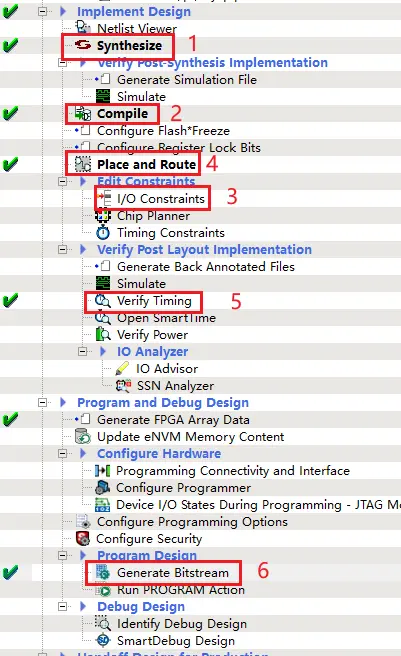 Implement Design
Netlist Viewer
Synthesize 1
Verify Post-Synthesis Implementation
Generate Simulation File
Simulate
Compile 2
Configure Flash*Freeze
Configure Register Lock Bits
Place and Route 4
Edit Constraints
I/O Constraints 3
Chip Planner
Timing Constraints
Verify Post Layout Implementation
Generate Back Annotated Files
Simulate
Verify Timing 5
Open SmartTime
Verify Power
IO Analyzer
IO Advisor
SSN Analyzer
Program and Debug Design
Generate FPGA Array Data
Update eNVM Memory Content
Configure Hardware
Programming Connectivity and Interface
Configure Programmer
Device I/O States During Programming - JTAG Mo
Configure Programming Options
Configure Security
Program Design
Generate Bitstream 6
Run PROGRAM Action
Debug Design
Identify Debug Design
SmartDebug Design
Handoff Design for Production